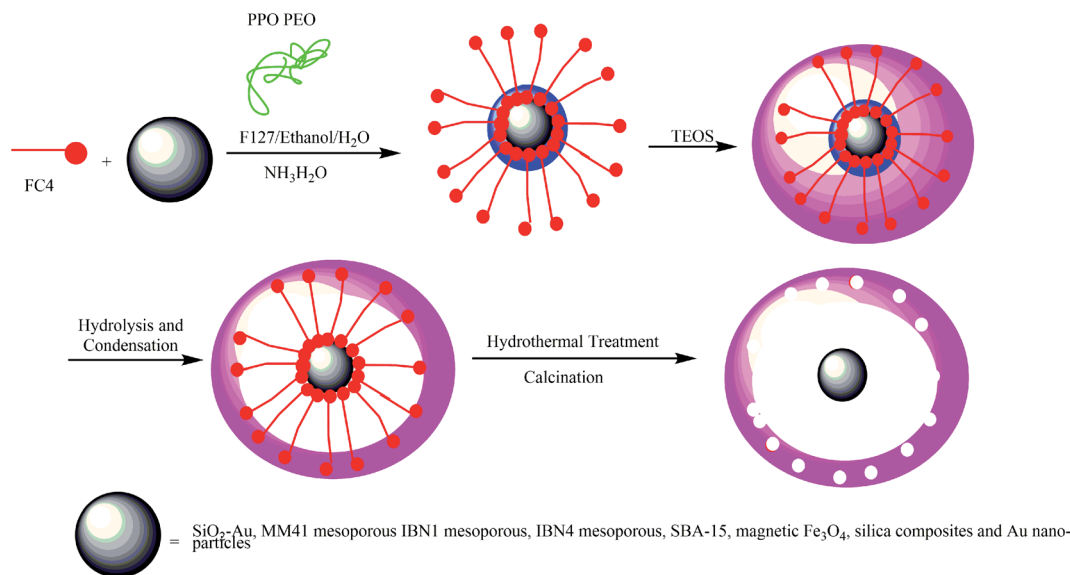 PPO PEO
F127/Ethanol/H₂O
NH₃H₂O
+
FC4
TEOS
Hydrolysis and
Condensation
Hydrothermal Treatment
Calcination
= SiO₂-Au, MM41 mesoporous IBN1 mesoporous, IBN4 mesoporous, SBA-15, magnetic Fe₃O₄, silica composites and Au nano-
particles